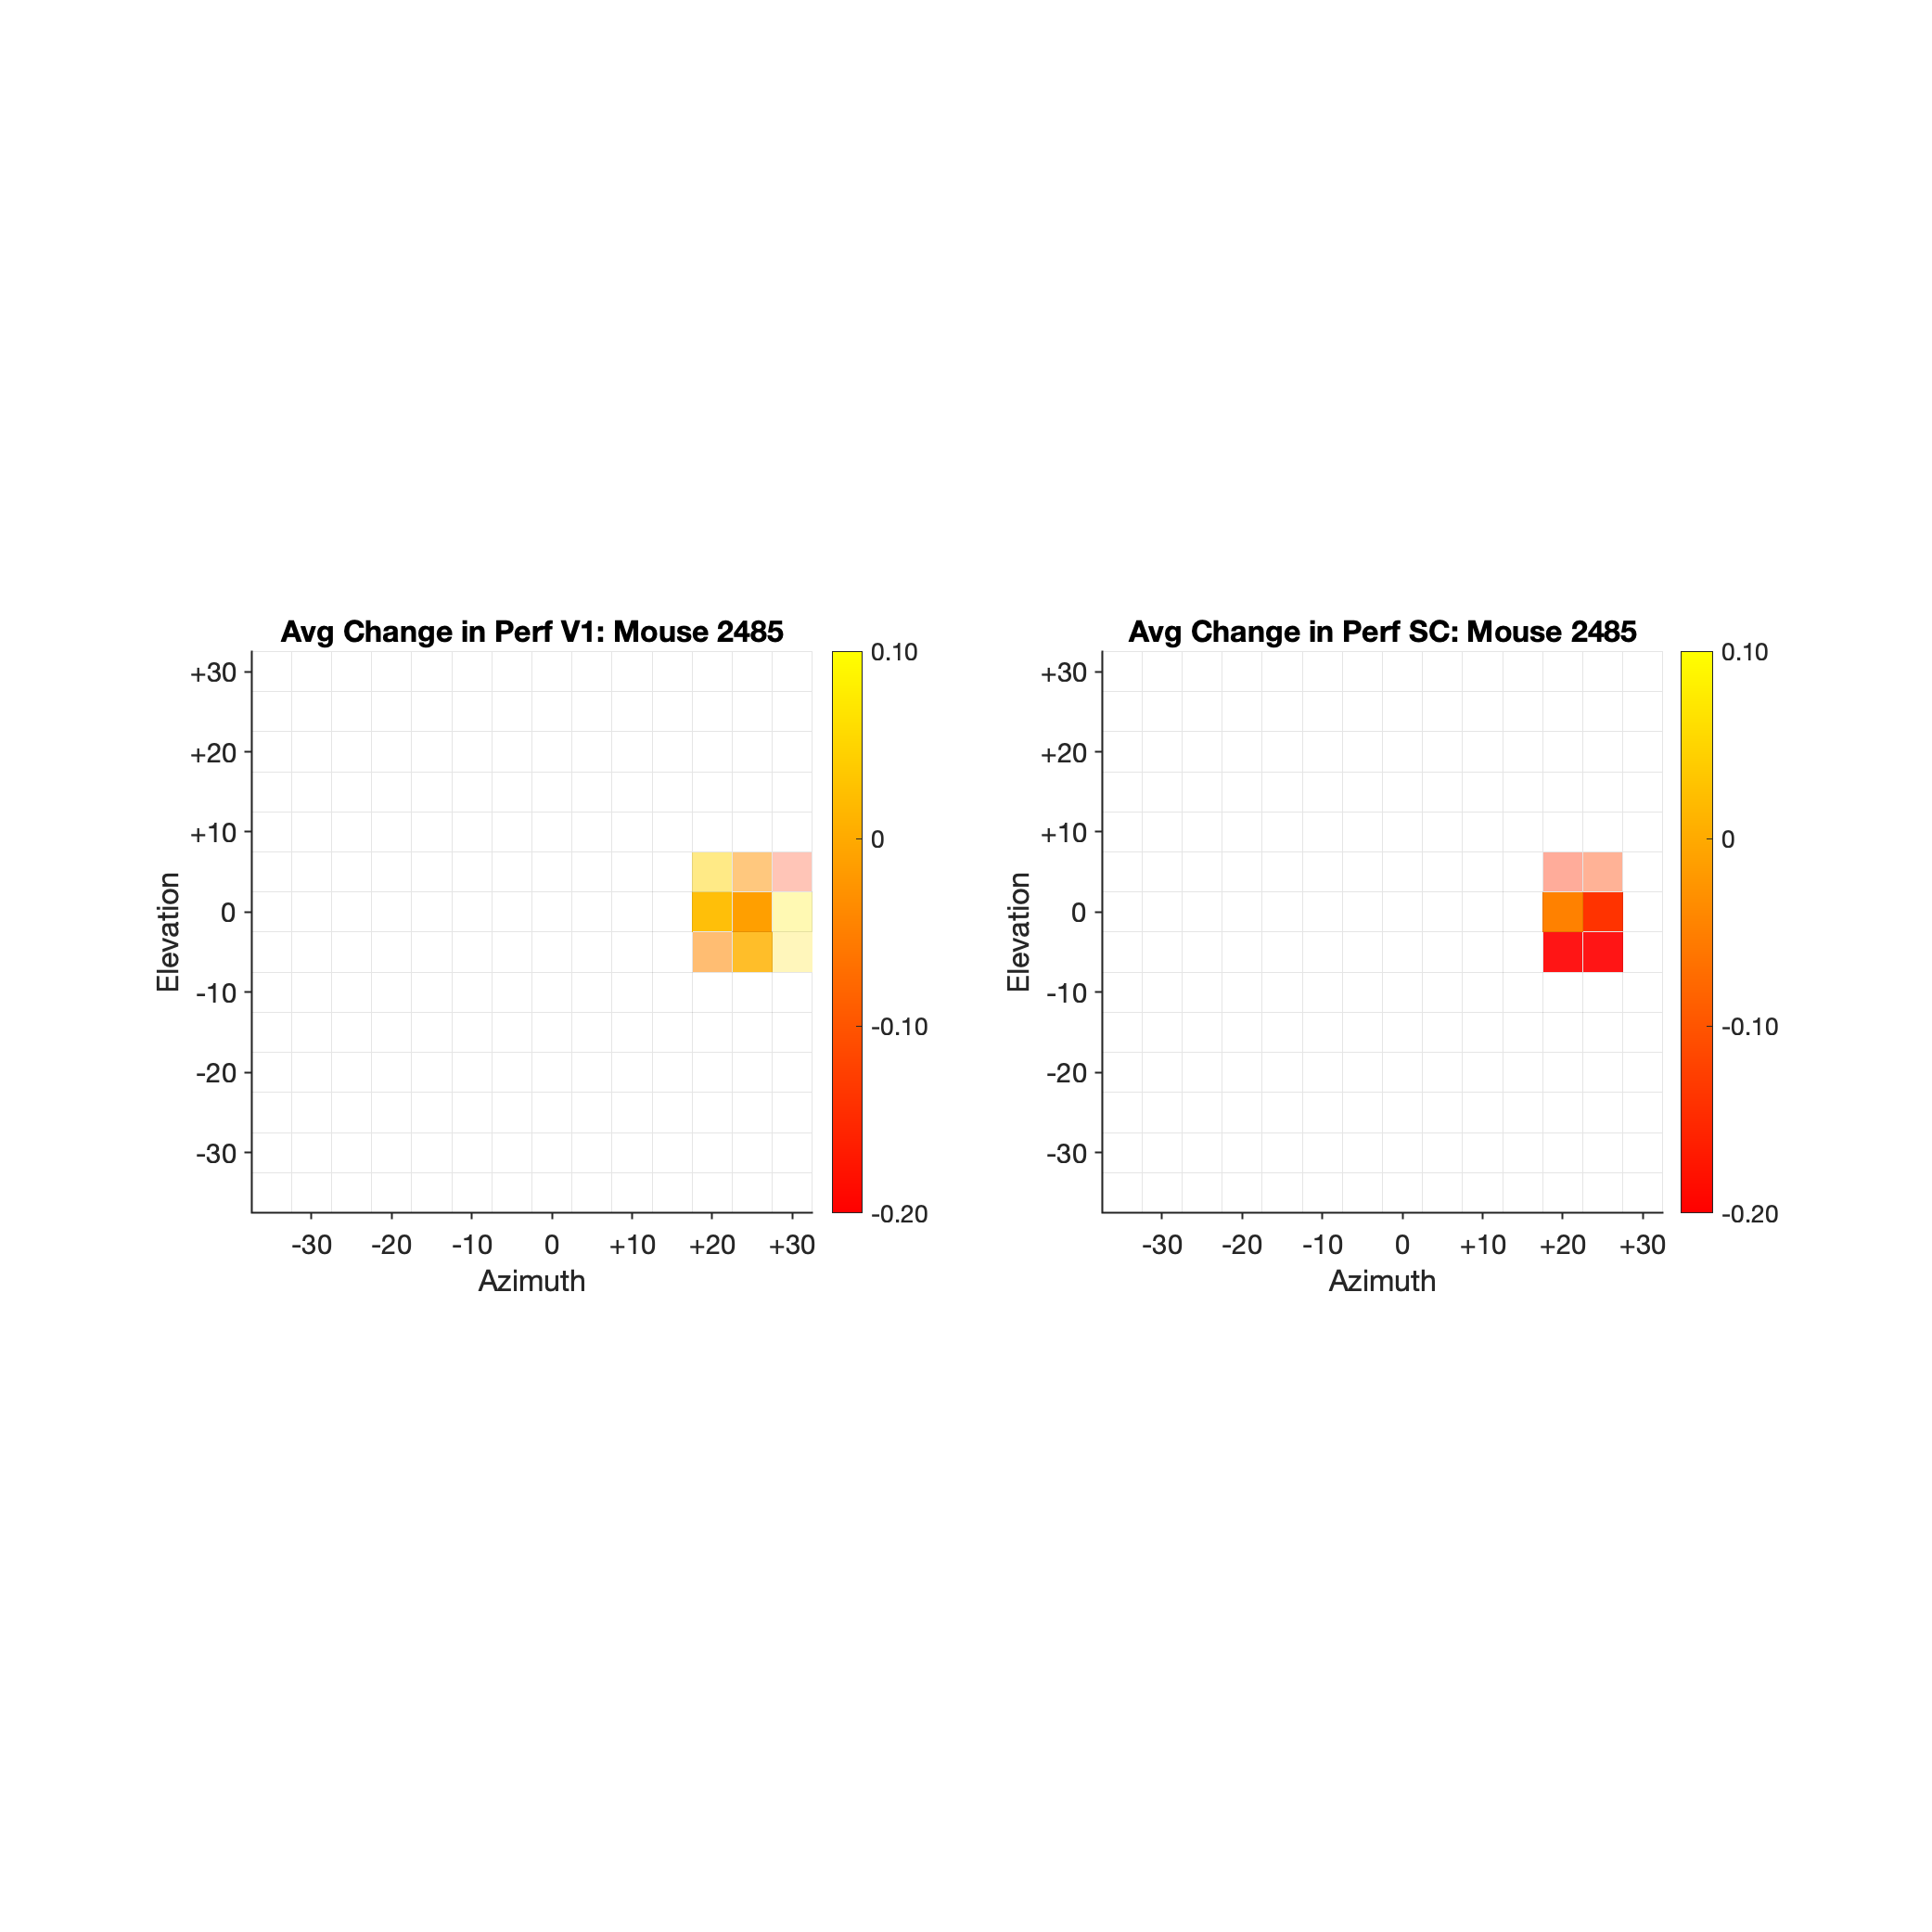 Avg Change in Perf V1: Mouse 2485
+30
+20
+10
0
-10
-20
-30
Elevation
-30 -20 -10 0 +10 +20 +30
Azimuth
0.10
0
-0.10
-0.20
Avg Change in Perf SC: Mouse 2485
+30
+20
+10
0
-10
-20
-30
Elevation
-30 -20 -10 0 +10 +20 +30
Azimuth
0.10
0
-0.10
-0.20